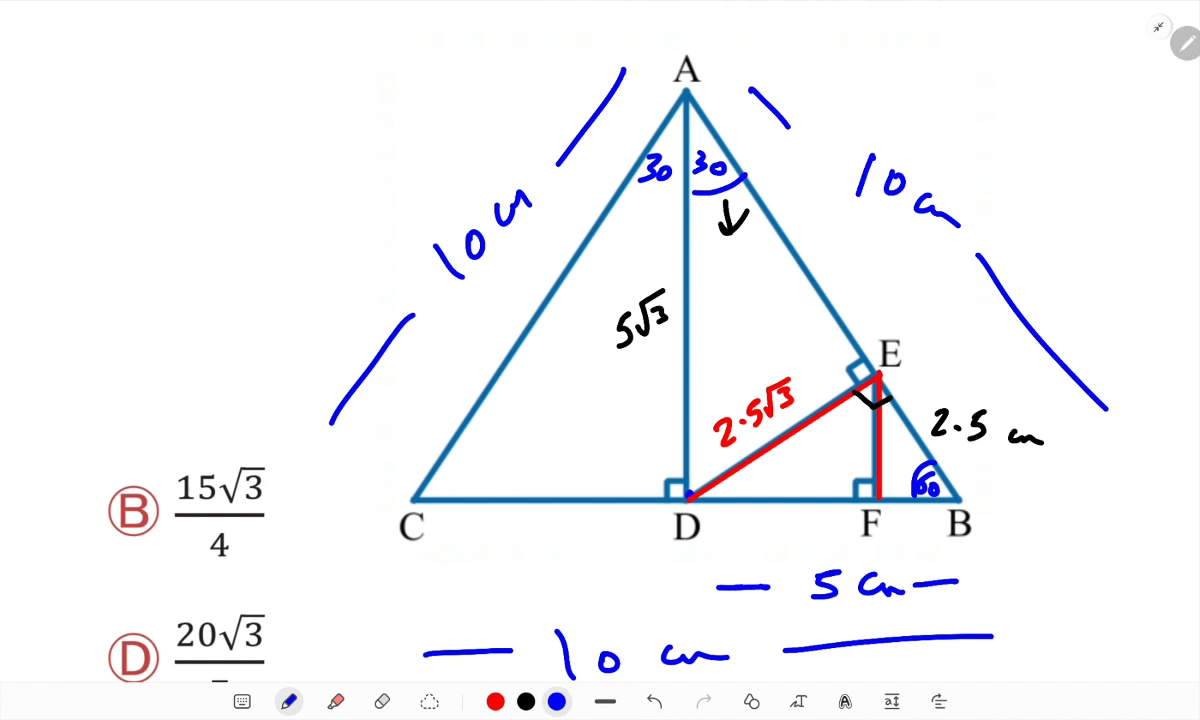 A
30 30
10 cm
10 cm
5√3
E
2.5√3
2.5 cm
60
B 15√3/4
C D F B
5 cm
D 20√3
10 cm